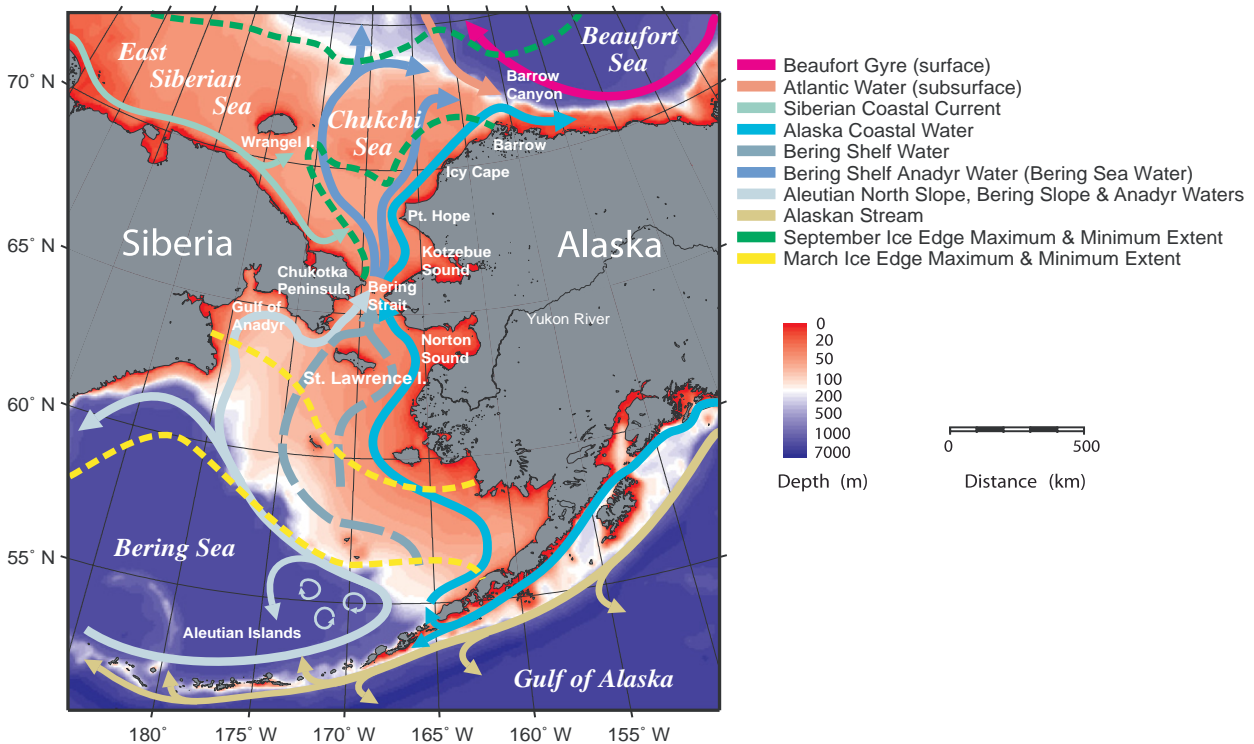 East
Siberian
Sea
Beaufort
Sea
Barrow
Canyon
Chukchi
Sea
Wrangel I.
Barrow
Icy Cape
Pt. Hope
Siberia
Alaska
Kotzebue
Sound
Chukotka
Peninsula
Bering
Strait
Gulf of
Anadyr
Yukon River
Norton
Sound
St. Lawrence I.
Bering Sea
Aleutian Islands
Gulf of Alaska
70° N
65° N
60° N
55° N
180°
175° W
170° W
165° W
160° W
155° W
Beaufort Gyre (surface)
Atlantic Water (subsurface)
Siberian Coastal Current
Alaska Coastal Water
Bering Shelf Water
Bering Shelf Anadyr Water (Bering Sea Water)
Aleutian North Slope, Bering Slope & Anadyr Waters
Alaskan Stream
September Ice Edge Maximum & Minimum Extent
March Ice Edge Maximum & Minimum Extent
0
20
50
100
200
500
1000
7000
Depth (m)
0 500
Distance (km)